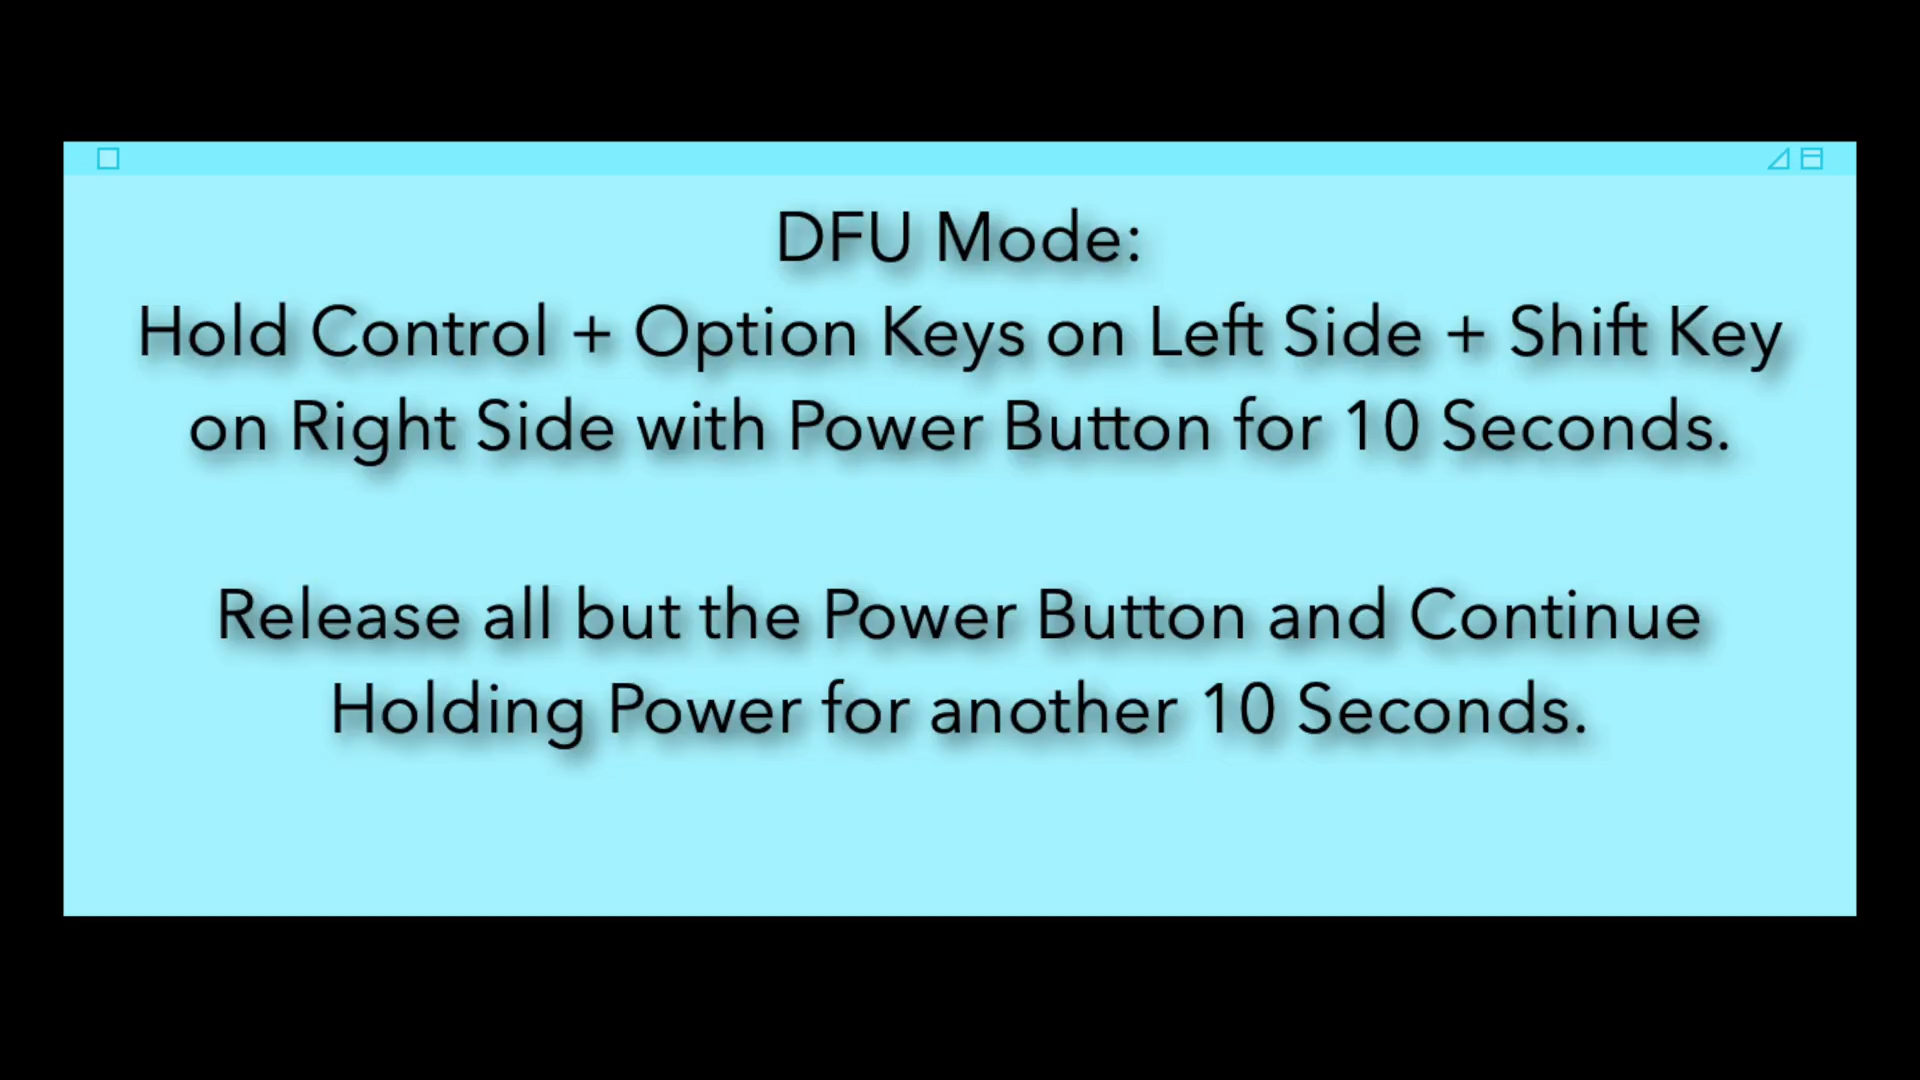 DFU Mode:
Hold Control + Option Keys on Left Side + Shift Key
on Right Side with Power Button for 10 Seconds.
Release all but the Power Button and Continue
Holding Power for another 10 Seconds.